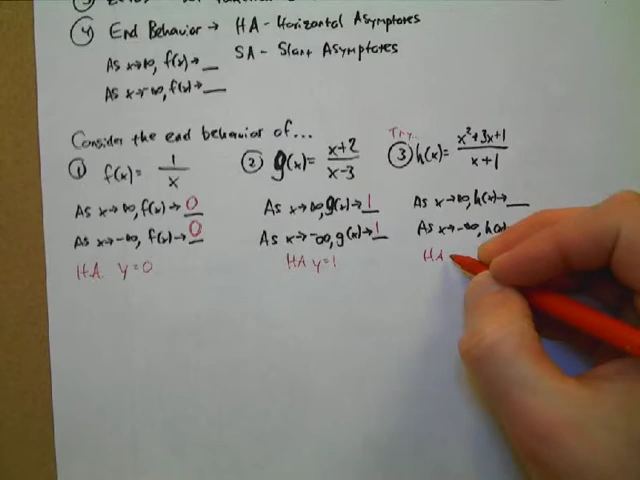 ④ End Behavior → HA - Horizontal Asymptotes
SA - Slant Asymptotes
As x→∞, f(x)→__
As x→-∞, f(x)→__
Consider the end behavior of...
① f(x)= 1/x
As x→∞, f(x)→ 0
As x→-∞, f(x)→ 0
H.A. y=0
② g(x)= x+2/x-3
As x→∞, g(x)→ 1
As x→-∞, g(x)→ 1
HA y=1
Try...
③ h(x)= x²+3x+1/x+1
As x→∞, h(x)→__
As x→-∞, h(x)
HA